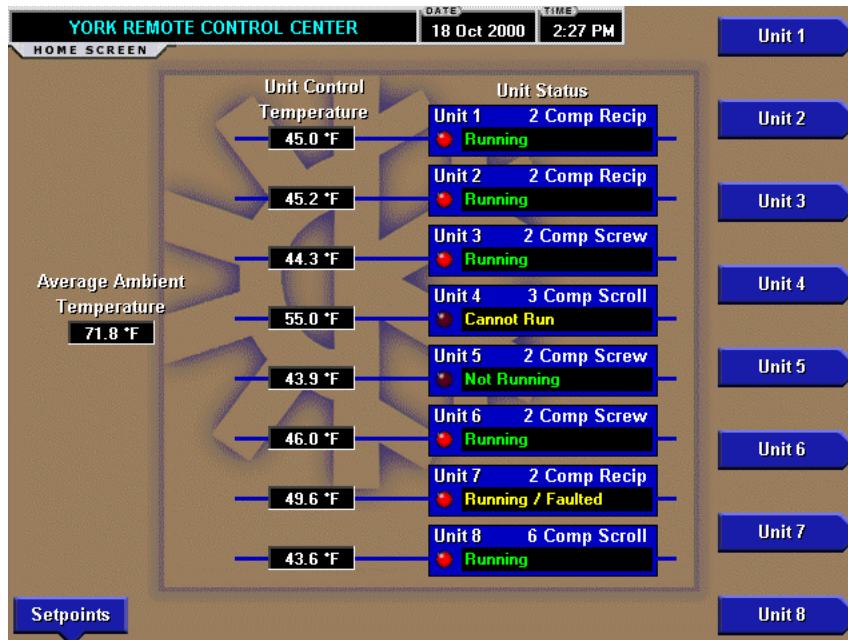 YORK REMOTE CONTROL CENTER
DATE
18 Oct 2000
TIME
2:27 PM
HOME SCREEN
Unit Control
Temperature
Unit Status
45.0 °F
Unit 1 2 Comp Recip
Running
45.2 °F
Unit 2 2 Comp Recip
Running
44.3 °F
Unit 3 2 Comp Screw
Running
Average Ambient
Temperature
71.8 °F
55.0 °F
Unit 4 3 Comp Scroll
Cannot Run
43.9 °F
Unit 5 2 Comp Screw
Not Running
46.0 °F
Unit 6 2 Comp Screw
Running
49.6 °F
Unit 7 2 Comp Recip
Running / Faulted
43.6 °F
Unit 8 6 Comp Scroll
Running
Unit 1
Unit 2
Unit 3
Unit 4
Unit 5
Unit 6
Unit 7
Unit 8
Setpoints